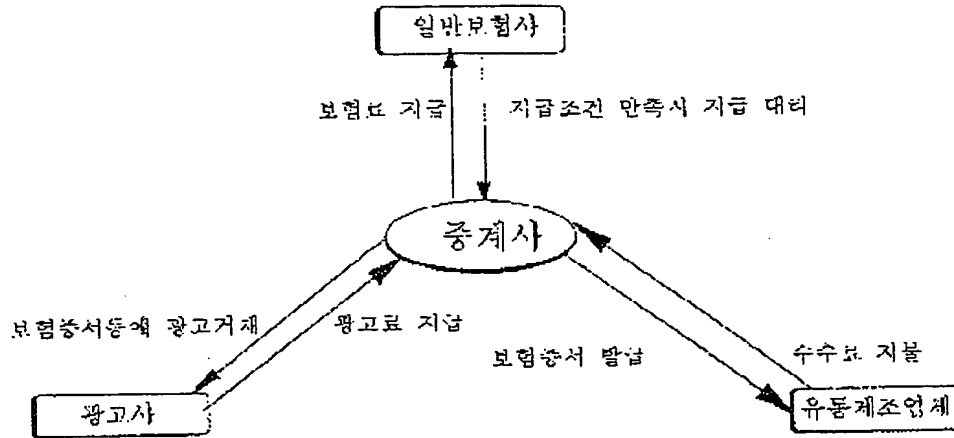 일반보험사
보험료 지급
지급조건 만족시 지급 대리
중계사
보험증서등에 광고거재
광고료 지급
보험증서 발급
수수료 지불
광고사
유통제조업체